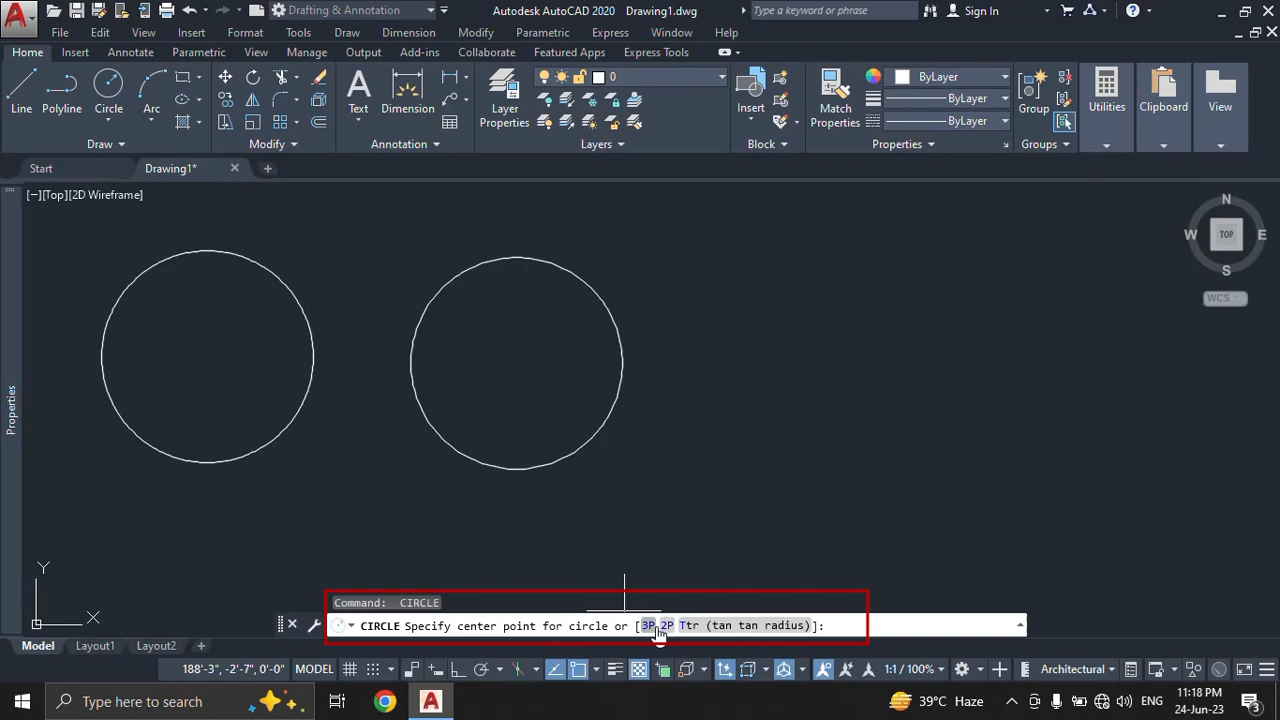 Drafting & Annotation
Autodesk AutoCAD 2020 Drawing1.dwg
Type a keyword or phrase
Sign In
File Edit View Insert Format Tools Draw Dimension Modify Parametric Express Window Help
Home Insert Annotate Parametric View Manage Output Add-ins Collaborate Featured Apps Express Tools
0
ByLayer
ByLayer
ByLayer
Line Polyline Circle Arc Text Dimension Layer Properties Insert Match Properties Group Utilities Clipboard View
Draw Modify Annotation Layers Block Properties Groups
Start Drawing1*
[−][Top][2D Wireframe]
N
W TOP E
S
WCS
Properties
Y
X
Command: CIRCLE
CIRCLE Specify center point for circle or [3P 2P Ttr (tan tan radius)]:
Model Layout1 Layout2
188'-3", -2'-7", 0'-0" MODEL 1:1 / 100% Architectural
Type here to search
39°C Haze
ENG
11:18 PM
24-Jun-23
3